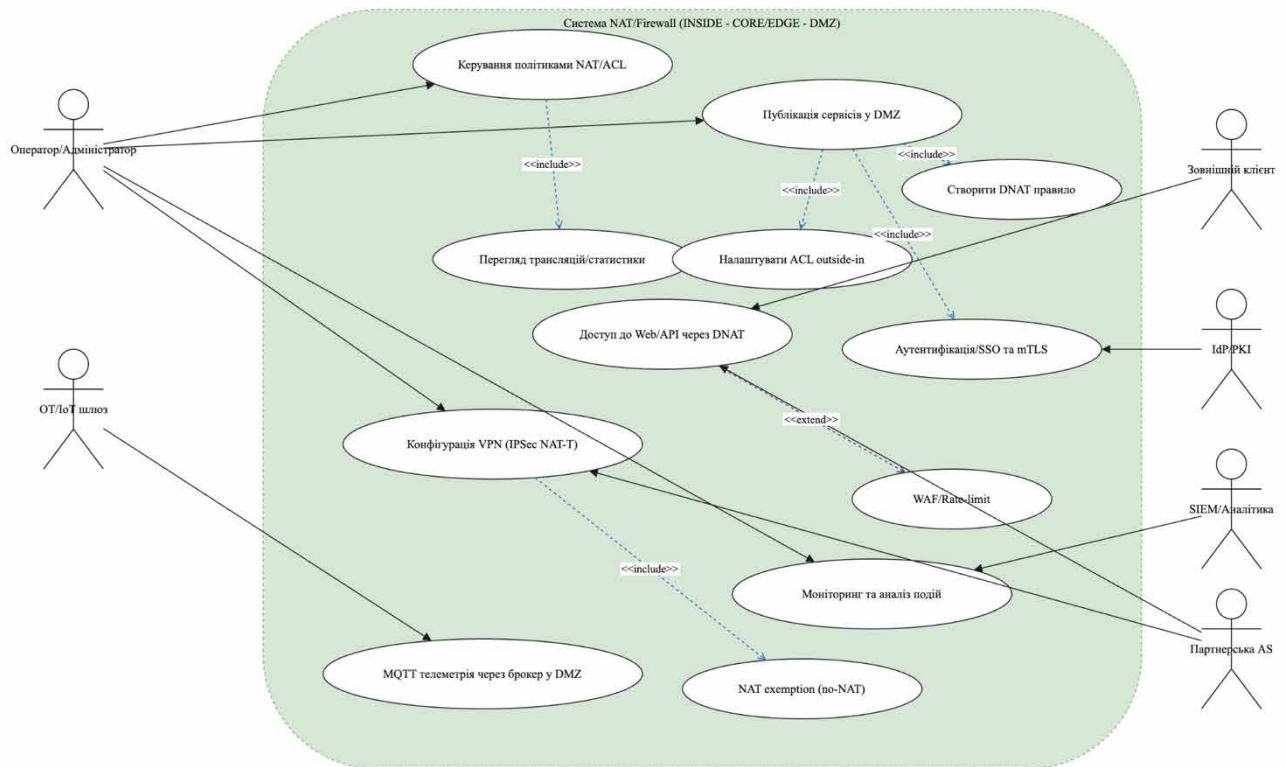 Система NAT/Firewall (INSIDE - CORE/EDGE - DMZ)
Керування політиками NAT/ACL
Публікація сервісів у DMZ
Оператор/Адміністратор
<<include>>
<<include>>
Зовнішній клієнт
<<include>>
Створити DNAT правило
<<include>>
Перегляд трансляцій/статистики
Налаштувати ACL outside-in
Доступ до Web/API через DNAT
Аутентифікація/SSO та mTLS
IdP/PKI
ОТ/ІоТ шлюз
<<extend>>
Конфігурація VPN (IPSec NAT-T)
WAF/Rate-limit
SIEM/Аналітика
<<include>>
Моніторинг та аналіз подій
Партнерська AS
MQTT телеметрія через брокер у DMZ
NAT exemption (no-NAT)